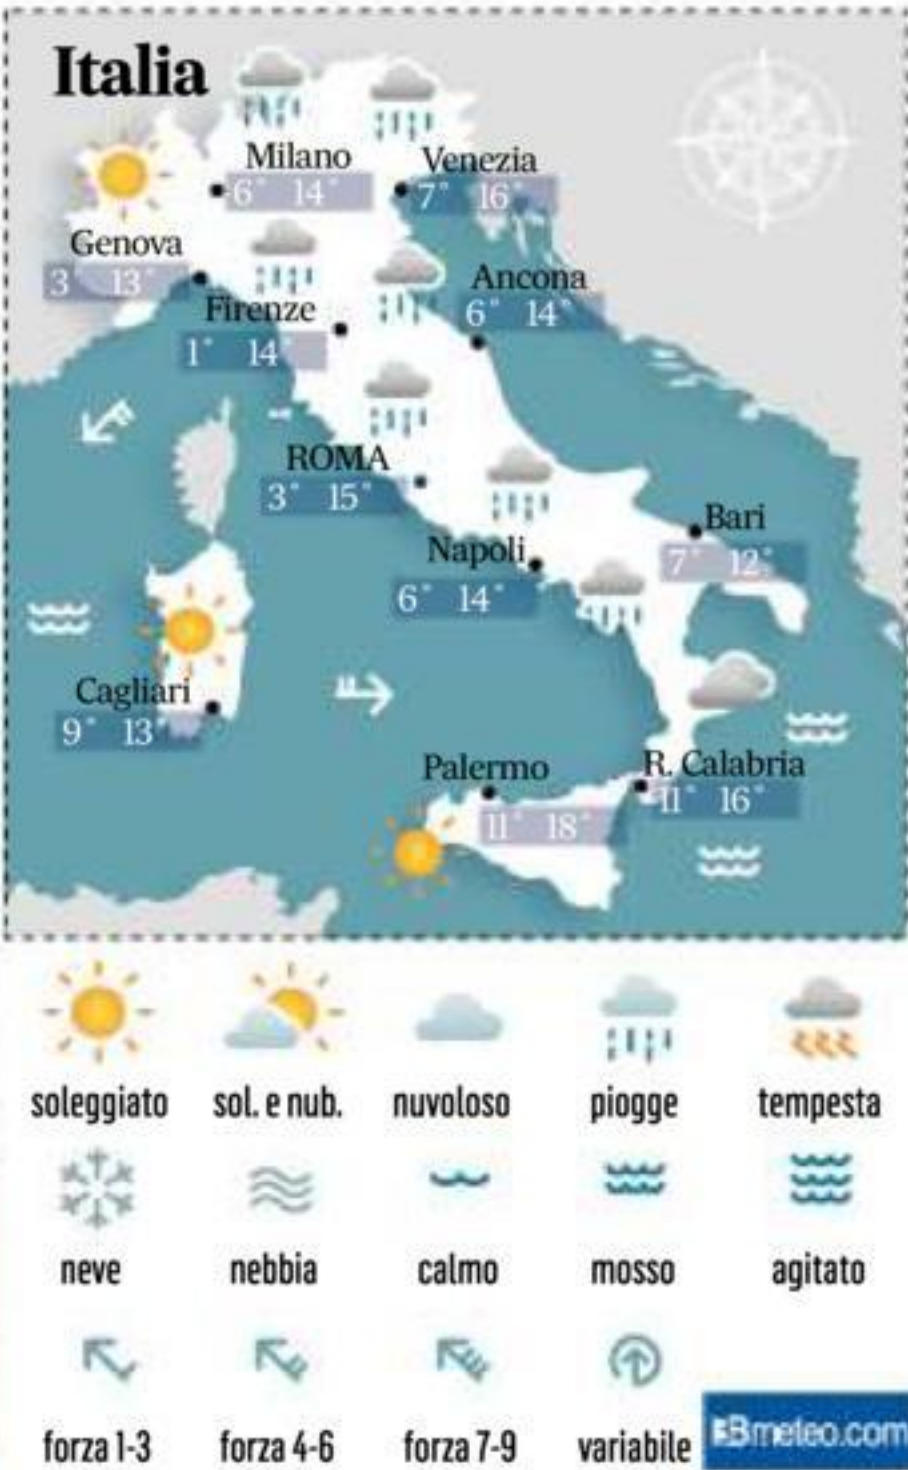 Italia
Milano
6° 14°
Venezia
7° 16°
Genova
3° 13°
Firenze
1° 14°
Ancona
6° 14°
ROMA
3° 15°
Napoli
6° 14°
Bari
7° 12°
Cagliari
9° 13°
Palermo
11° 18°
R. Calabria
11° 16°
soleggiato sol. e nub. nuvoloso piogge tempesta
neve nebbia calmo mosso agitato
forza 1-3 forza 4-6 forza 7-9 variabile
3Bmeteo.com